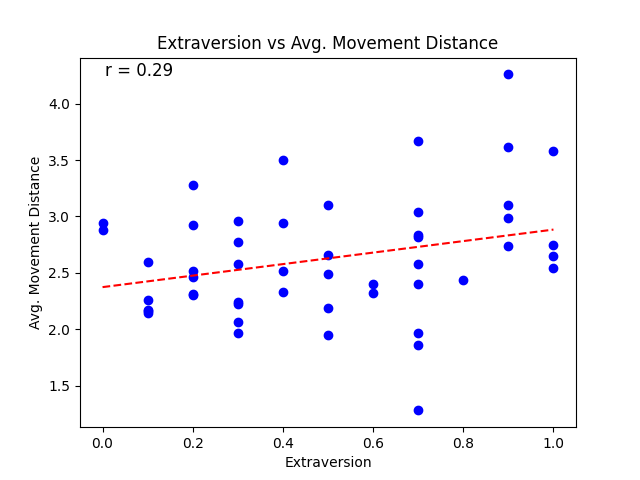 Extraversion vs Avg. Movement Distance
r = 0.29
4.0
3.5
3.0
2.5
2.0
1.5
Avg. Movement Distance
0.0 0.2 0.4 0.6 0.8 1.0
Extraversion